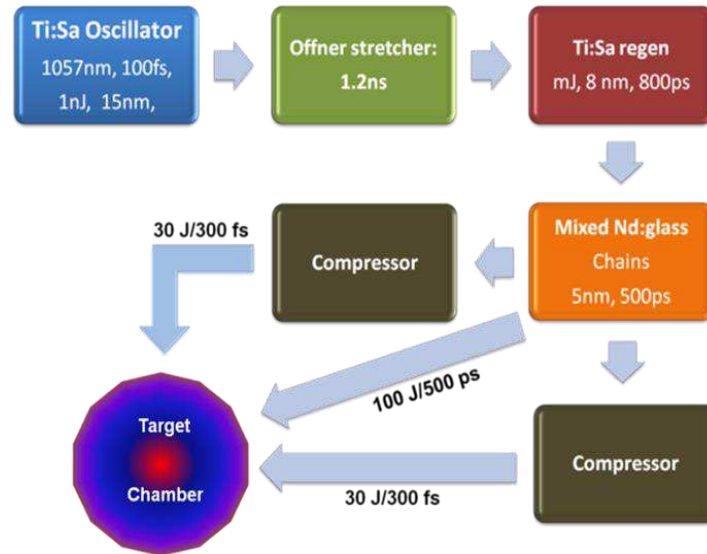 Ti:Sa Oscillator
1057nm, 100fs,
1nJ, 15nm,
Offner stretcher:
1.2ns
Ti:Sa regen
mJ, 8 nm, 800ps
30 J/300 fs
Compressor
Mixed Nd:glass
Chains
5nm, 500ps
100 J/500 ps
Target
Chamber
30 J/300 fs
Compressor